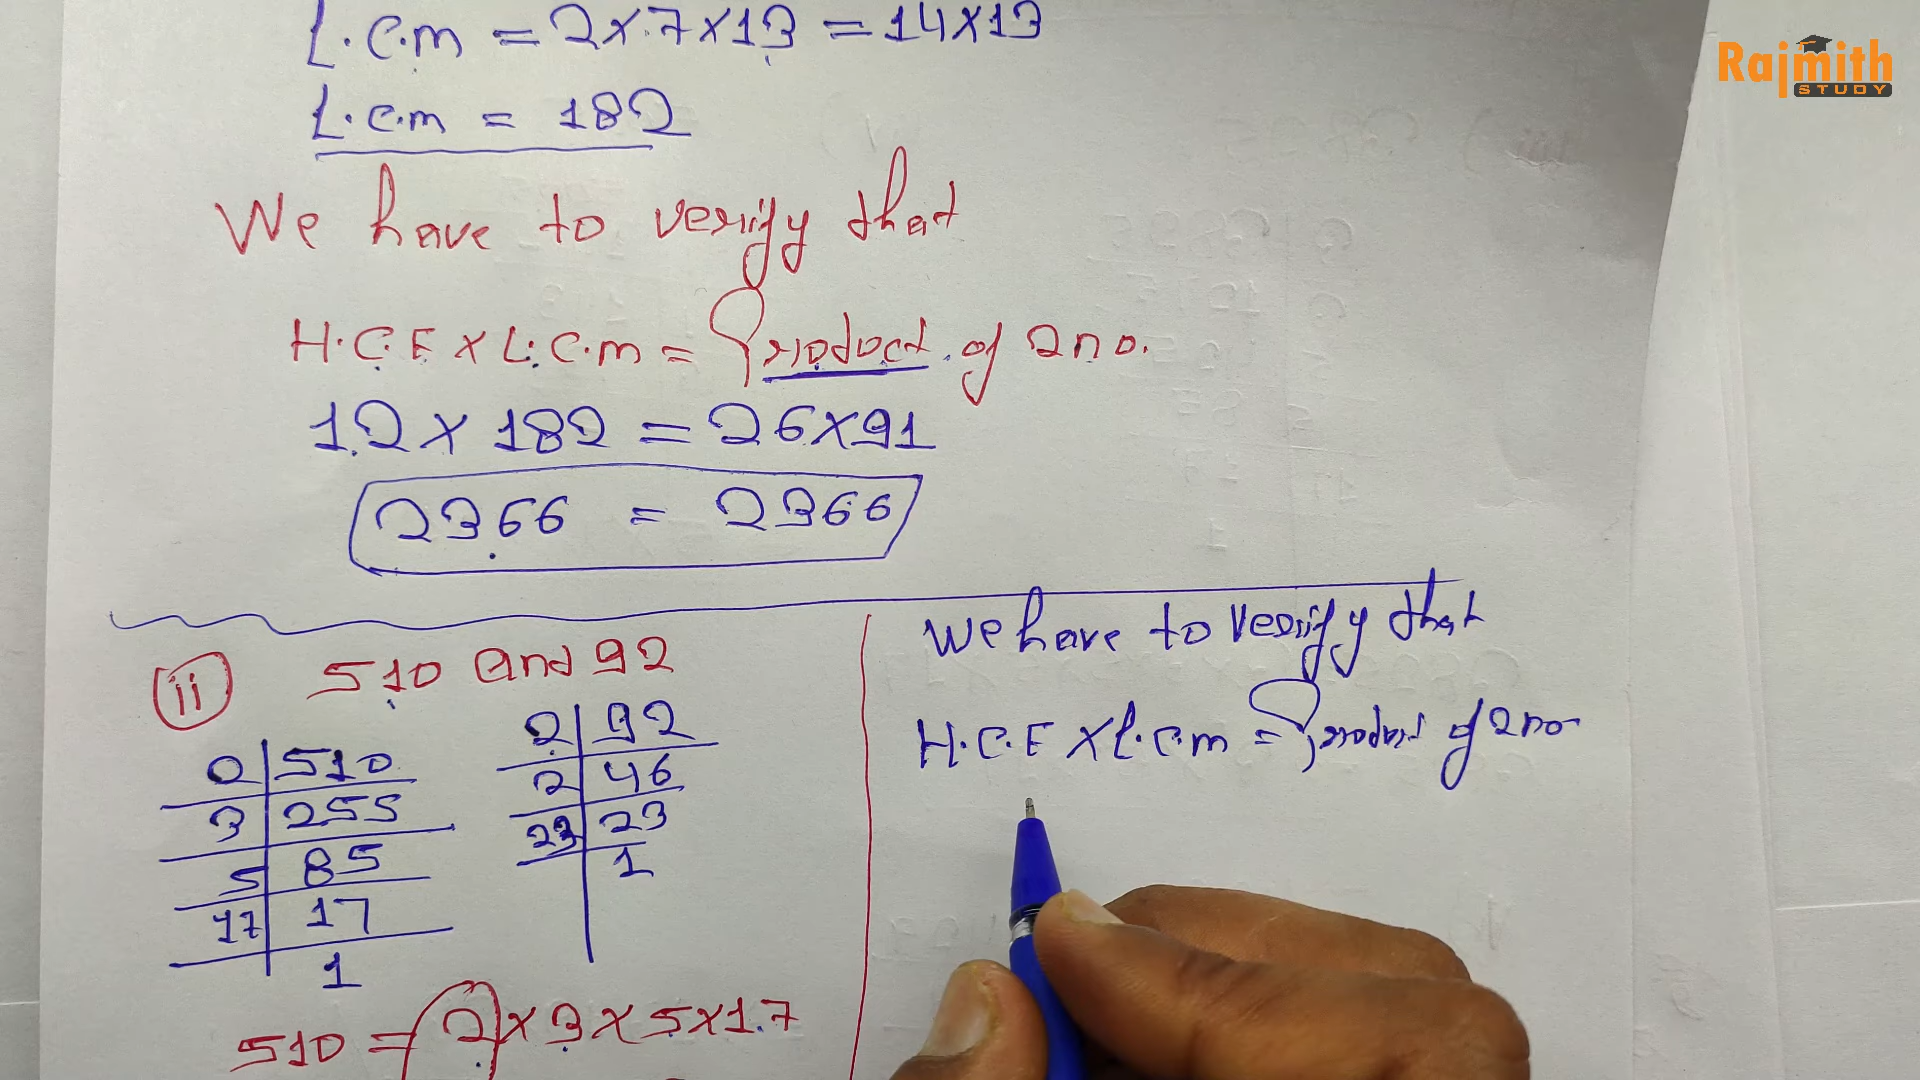 L.C.m = 2×7×13 = 14×13
L.C.m = 182
We have to verify that
H.C.F × L.C.m = Product of 2 no.
12 × 182 = 26×91
2366 = 2366
ii 510 and 92
2 510
3 255
5 85
17 17
1
2 92
2 46
23 23
1
510 = 2 × 3 × 5 × 17
We have to verify that
H.C.F × L.C.m = Product of 2 no.
Rajmith
STUDY